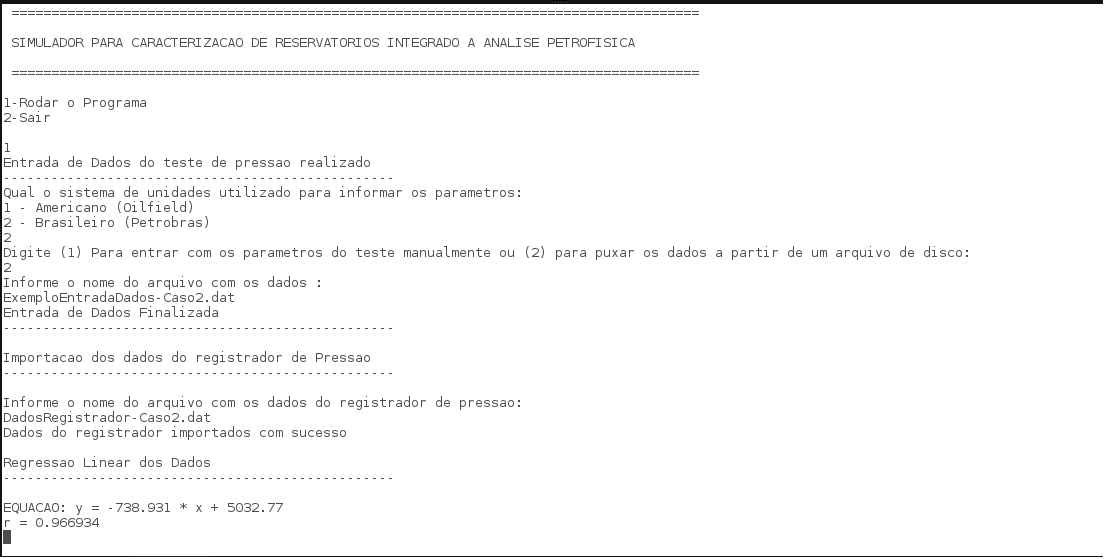 ======================================================================================
SIMULADOR PARA CARACTERIZACAO DE RESERVATORIOS INTEGRADO A ANALISE PETROFISICA
======================================================================================
1-Rodar o Programa
2-Sair
1
Entrada de Dados do teste de pressao realizado
-------------------------------------------------
Qual o sistema de unidades utilizado para informar os parametros:
1 - Americano (Oilfield)
2 - Brasileiro (Petrobras)
2
Digite (1) Para entrar com os parametros do teste manualmente ou (2) para puxar os dados a partir de um arquivo de disco:
2
Informe o nome do arquivo com os dados :
ExemploEntradaDados-Caso2.dat
Entrada de Dados Finalizada
-------------------------------------------------
Importacao dos dados do registrador de Pressao
-------------------------------------------------
Informe o nome do arquivo com os dados do registrador de pressao:
DadosRegistrador-Caso2.dat
Dados do registrador importados com sucesso
Regressao Linear dos Dados
-------------------------------------------------
EQUACAO: y = -738.931 * x + 5032.77
r = 0.966934